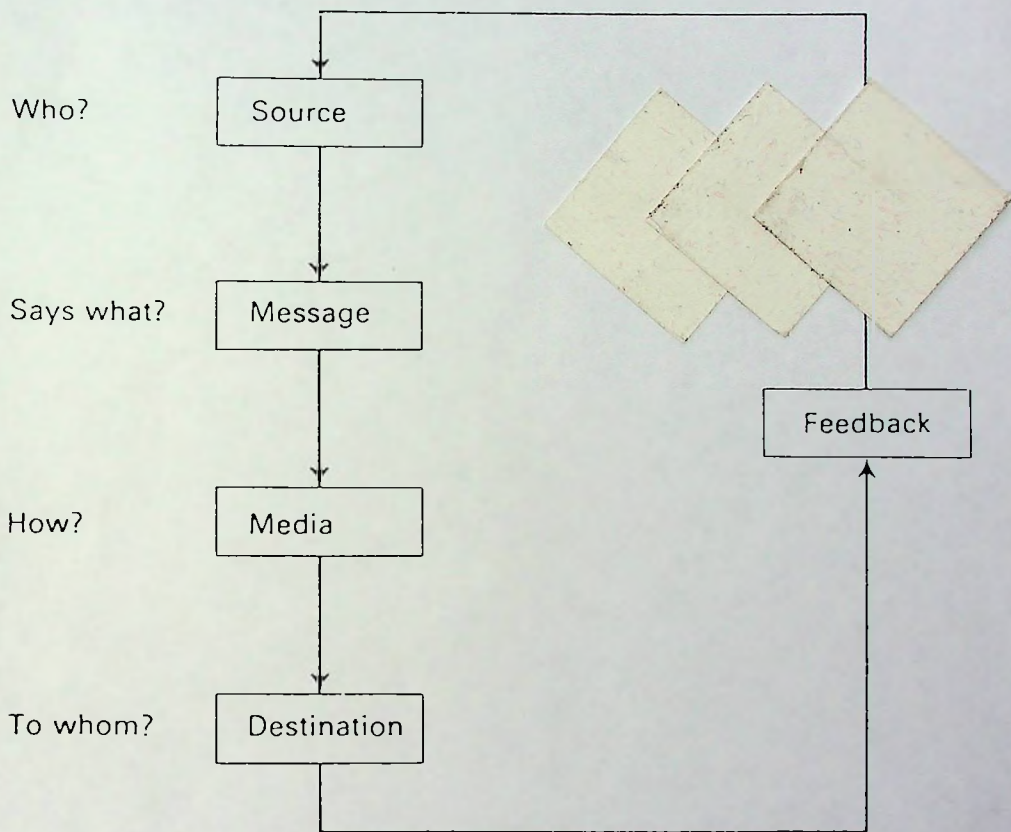 Who?
Source
Says what?
Message
Feedback
How?
Media
To whom?
Destination